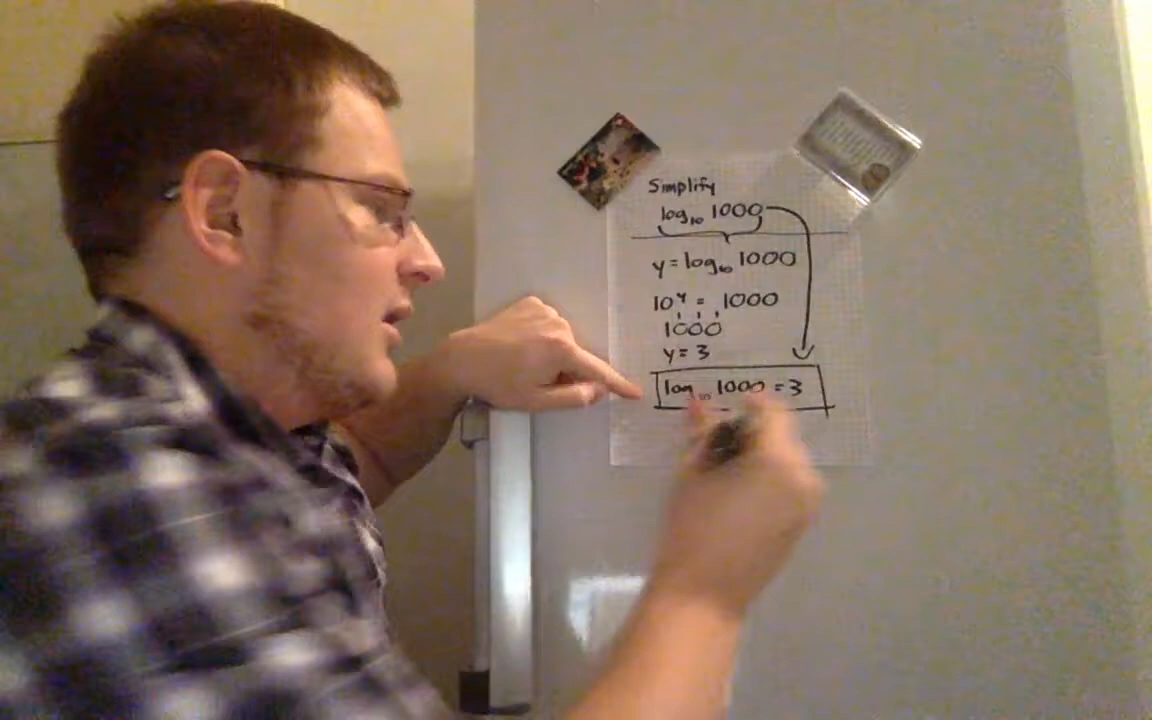 Simplify
log₁₀ 1000
y = log₁₀ 1000
10ʸ = 1000
1000
y = 3
log₁₀ 1000 = 3